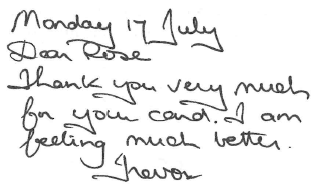 Monday 17 July
Dear Rose
Thank you very much
for your card. I am
feeling much better.
Trevor